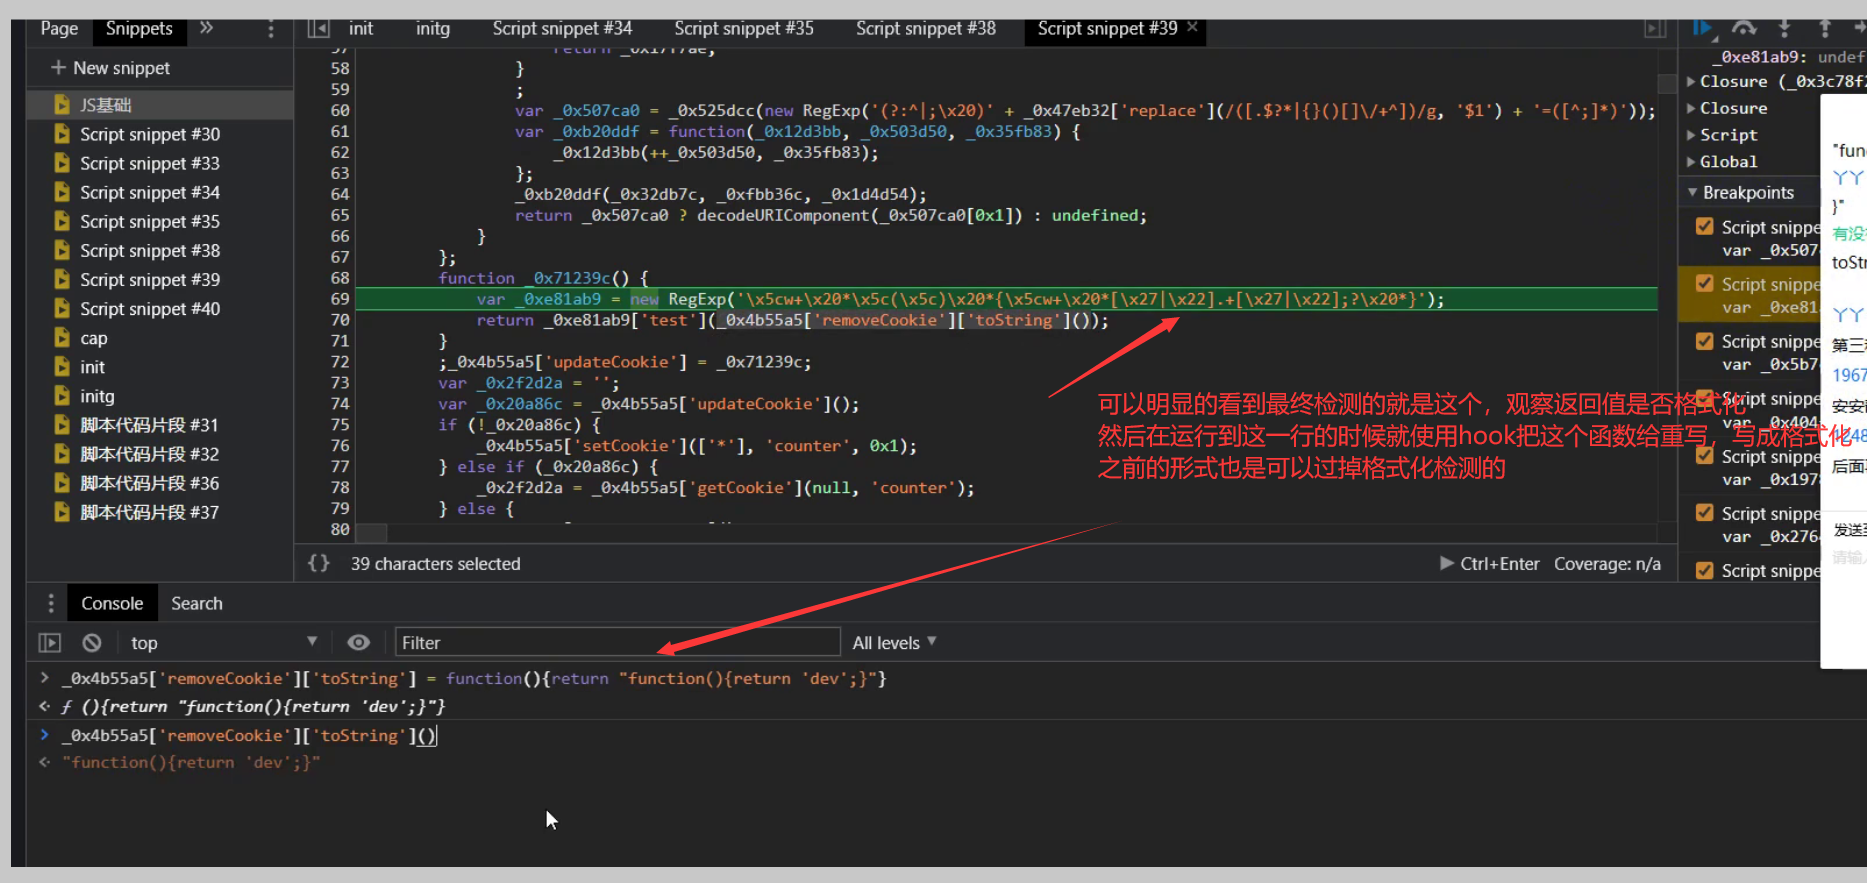 Page
Snippets
init
initg
Script snippet #34
Script snippet #35
Script snippet #38
Script snippet #39
New snippet
JS基础
Script snippet #30
Script snippet #33
Script snippet #34
Script snippet #35
Script snippet #38
Script snippet #39
Script snippet #40
cap
init
initg
脚本代码片段 #31
脚本代码片段 #32
脚本代码片段 #36
脚本代码片段 #37
58 }
59 ;
60 var _0x507ca0 = _0x525dcc(new RegExp('(?:^|;\x20)' + _0x47eb32['replace'](/([.$?*|{}()[]\/+^])/g, '$1') + '=([^;]*)'));
61 var _0xb20ddf = function(_0x12d3bb, _0x503d50, _0x35fb83) {
62 _0x12d3bb(++_0x503d50, _0x35fb83);
63 };
64 _0xb20ddf(_0x32db7c, _0xfbb36c, _0x1d4d54);
65 return _0x507ca0 ? decodeURIComponent(_0x507ca0[0x1]) : undefined;
66 }
67 };
68 function _0x71239c() {
69 var _0xe81ab9 = new RegExp('\x5cw+\x20*\x5c(\x5c)\x20*{\x5cw+\x20*[\x27|\x22].+[\x27|\x22];?\x20*}');
70 return _0xe81ab9['test'](_0x4b55a5['removeCookie']['toString']());
71 }
72 ;_0x4b55a5['updateCookie'] = _0x71239c;
73 var _0x2f2d2a = '';
74 var _0x20a86c = _0x4b55a5['updateCookie']();
75 if (!_0x20a86c) {
76 _0x4b55a5['setCookie'](['*'], 'counter', 0x1);
77 } else if (_0x20a86c) {
78 _0x2f2d2a = _0x4b55a5['getCookie'](null, 'counter');
79 } else {
80
可以明显的看到最终检测的就是这个，观察返回值是否格式化
然后在运行到这一行的时候就使用hook把这个函数给重写，写成格式化
之前的形式也是可以过掉格式化检测的
{} 39 characters selected
Ctrl+Enter Coverage: n/a
_0xe81ab9: undef
Closure (_0x3c78f
Closure
Script
Global
Breakpoints
Script snippe
var _0x507
Script snippe
var _0xe81
Script snippe
var _0x5b7
Script snippe
var _0x404
Script snippe
var _0x197
Script snippe
var _0x276
Script snippe
"fun
丫丫
}"
有没
toStr
丫丫
第三
1967
安安
1248
后面
发送至
请输
Console
Search
top
Filter
All levels
> _0x4b55a5['removeCookie']['toString'] = function(){return "function(){return 'dev';}"}
ƒ (){return "function(){return 'dev';}"}
> _0x4b55a5['removeCookie']['toString']()
"function(){return 'dev';}"